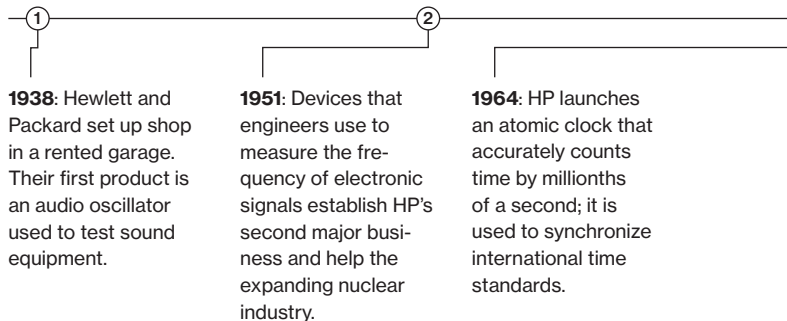 1
2
1938: Hewlett and
Packard set up shop
in a rented garage.
Their first product is
an audio oscillator
used to test sound
equipment.
1951: Devices that
engineers use to
measure the fre-
quency of electronic
signals establish HP's
second major busi-
ness and help the
expanding nuclear
industry.
1964: HP launches
an atomic clock that
accurately counts
time by millionths
of a second; it is
used to synchronize
international time
standards.